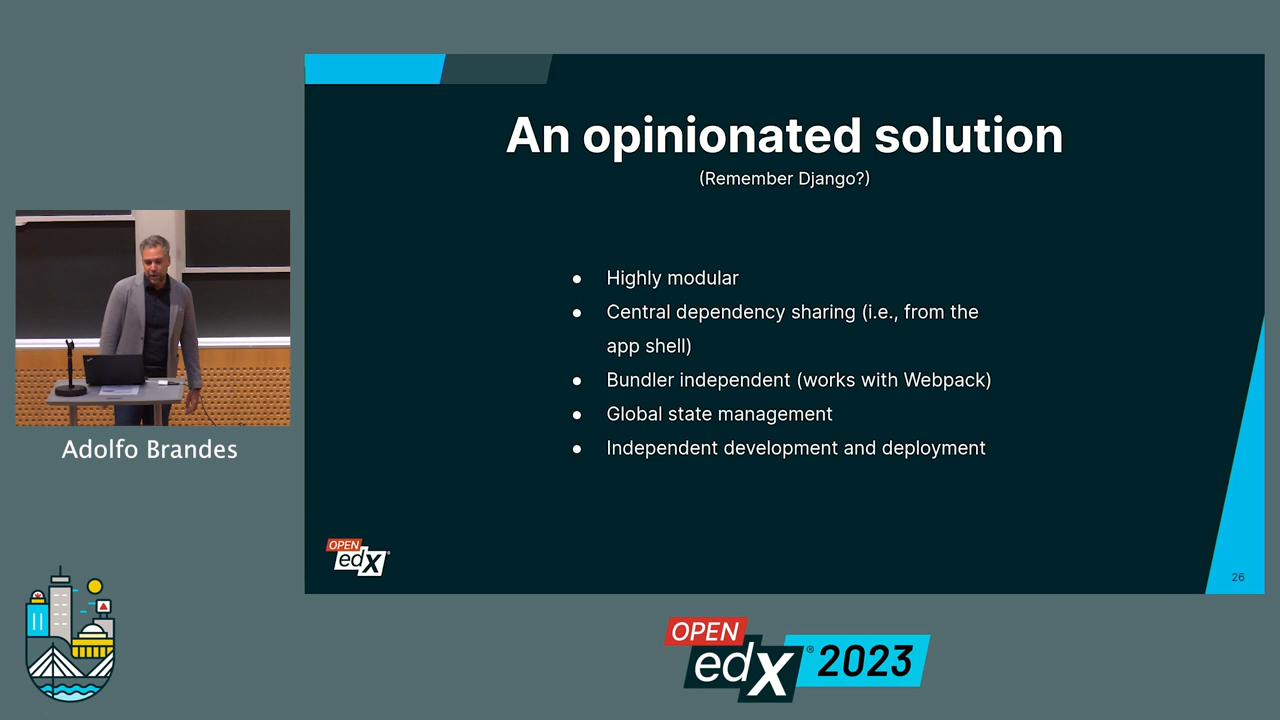 An opinionated solution
(Remember Django?)
● Highly modular
● Central dependency sharing (i.e., from the
app shell)
● Bundler independent (works with Webpack)
● Global state management
● Independent development and deployment
OPEN
edX®
26
Adolfo Brandes
OPEN
edX® 2023